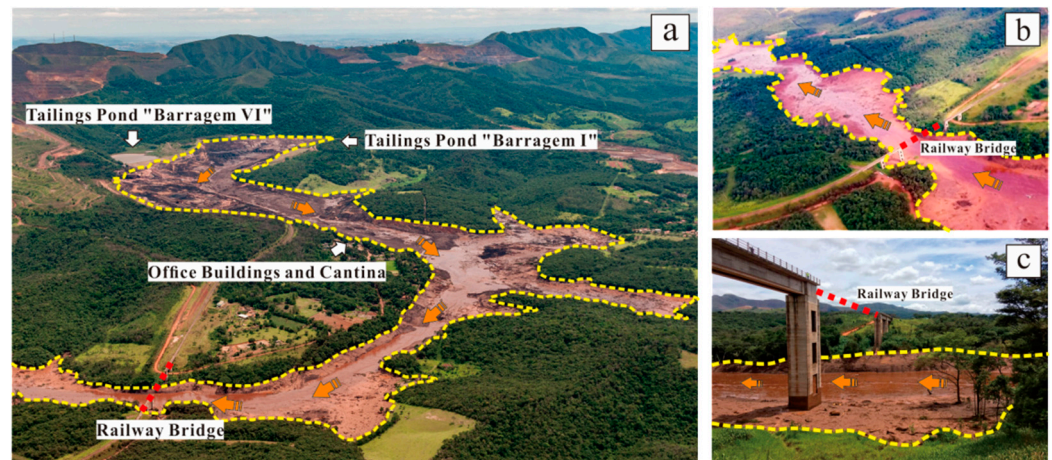 a
Tailings Pond "Barragem VI"
Tailings Pond "Barragem I"
Office Buildings and Cantina
Railway Bridge
b
Railway Bridge
c
Railway Bridge